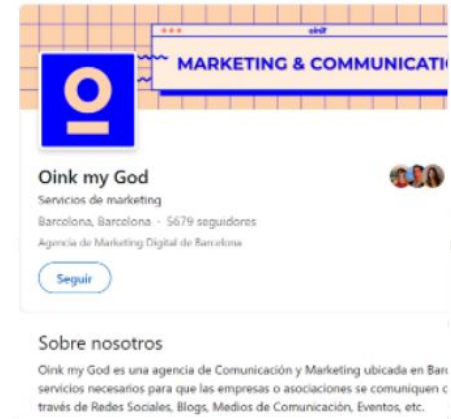 oink
MARKETING & COMMUNICATI
Oink my God
Servicios de marketing
Barcelona, Barcelona - 5679 seguidores
Agencia de Marketing Digital de Barcelona
Seguir
Sobre nosotros
Oink my God es una agencia de Comunicación y Marketing ubicada en Barc
servicios necesarios para que las empresas o asociaciones se comuniquen c
través de Redes Sociales, Blogs, Medios de Comunicación, Eventos, etc.